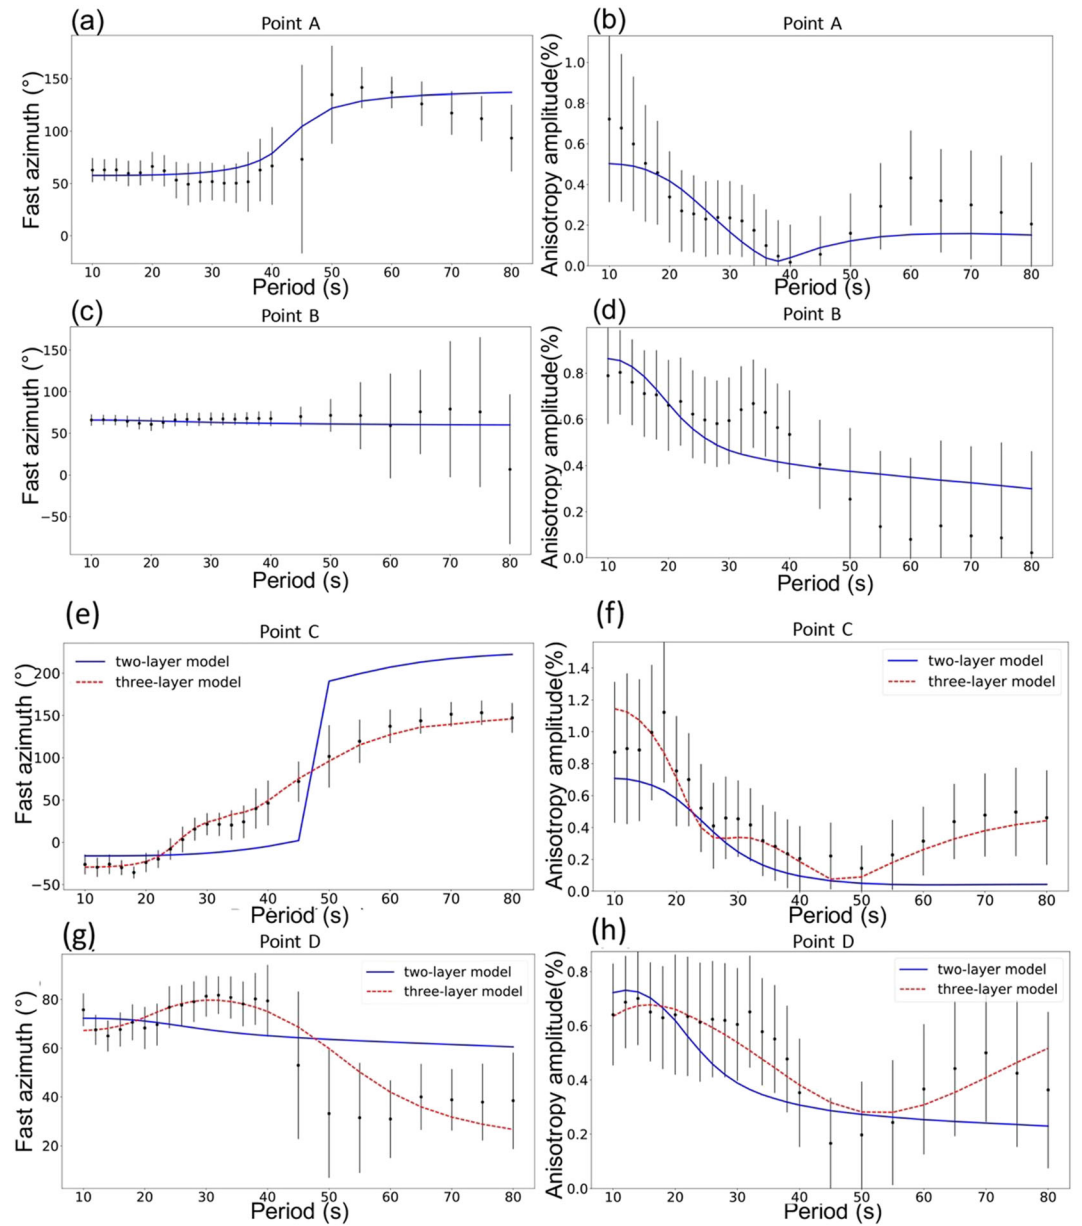 (a) Point A
Fast azimuth (°)
150
100
50
0
10 20 30 40 50 60 70 80
Period (s)
(b) Point A
Anisotropy amplitude(%)
1.0
0.8
0.6
0.4
0.2
0.0
10 20 30 40 50 60 70 80
Period (s)
(c) Point B
Fast azimuth (°)
150
100
50
0
−50
10 20 30 40 50 60 70 80
Period (s)
(d) Point B
Anisotropy amplitude(%)
0.8
0.6
0.4
0.2
0.0
10 20 30 40 50 60 70 80
Period (s)
(e)
Point C
two-layer model
three-layer model
Fast azimuth (°)
200
150
100
50
0
−50
10 20 30 40 50 60 70 80
Period (s)
(f)
Point C
two-layer model
three-layer model
Anisotropy amplitude(%)
1.4
1.2
1.0
0.8
0.6
0.4
0.2
0.0
10 20 30 40 50 60 70 80
Period (s)
(g) Point D
two-layer model
three-layer model
Fast azimuth (°)
80
60
40
20
10 20 30 40 50 60 70 80
Period (s)
(h) Point D
two-layer model
three-layer model
Anisotropy amplitude(%)
0.8
0.6
0.4
0.2
0.0
10 20 30 40 50 60 70 80
Period (s)